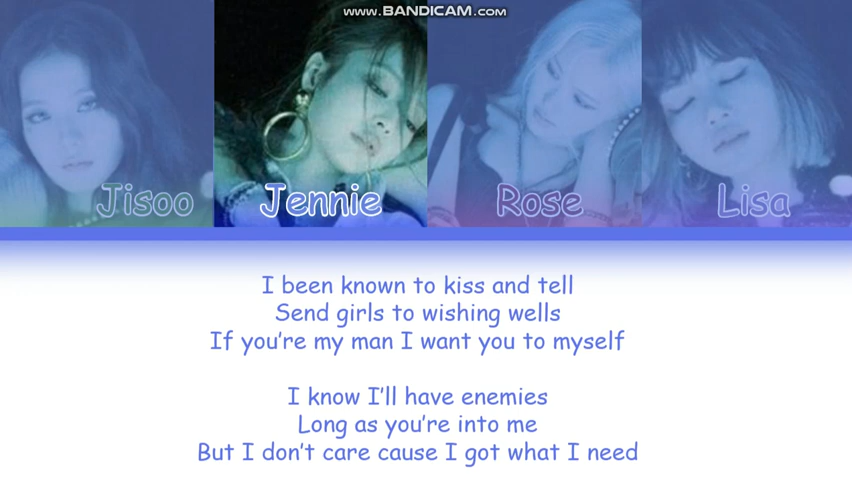 www.BANDICAM.com
Jisoo Jennie Rose Lisa
I been known to kiss and tell
Send girls to wishing wells
If you're my man I want you to myself
I know I'll have enemies
Long as you're into me
But I don't care cause I got what I need